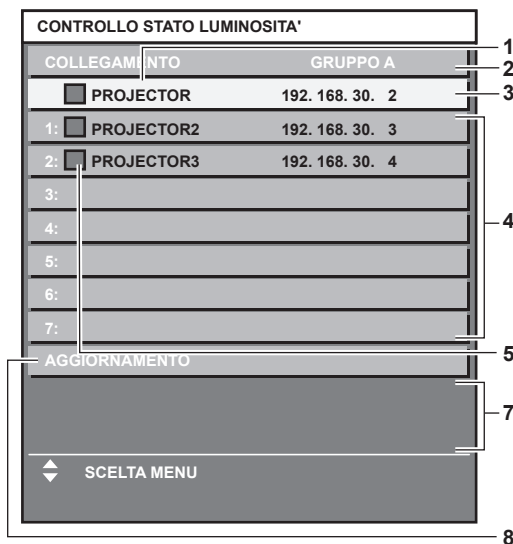 CONTROLLO STATO LUMINOSITA'
COLLEGAMENTO GRUPPO A
PROJECTOR 192. 168. 30. 2
1: PROJECTOR2 192. 168. 30. 3
2: PROJECTOR3 192. 168. 30. 4
3:
4:
5:
6:
7:
AGGIORNAMENTO
SCELTA MENU
1
2
3
4
5
7
8